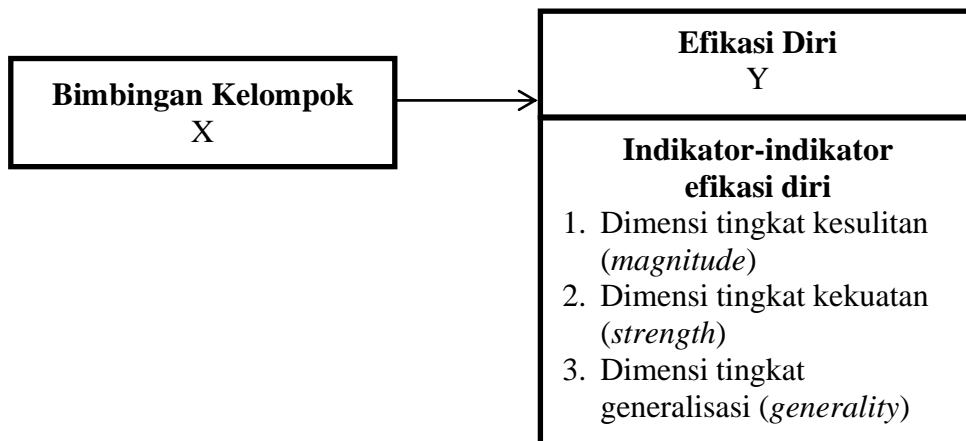 Bimbingan Kelompok
X
Efikasi Diri
Y
Indikator-indikator
efikasi diri
1. Dimensi tingkat kesulitan
(magnitude)
2. Dimensi tingkat kekuatan
(strength)
3. Dimensi tingkat
generalisasi (generality)